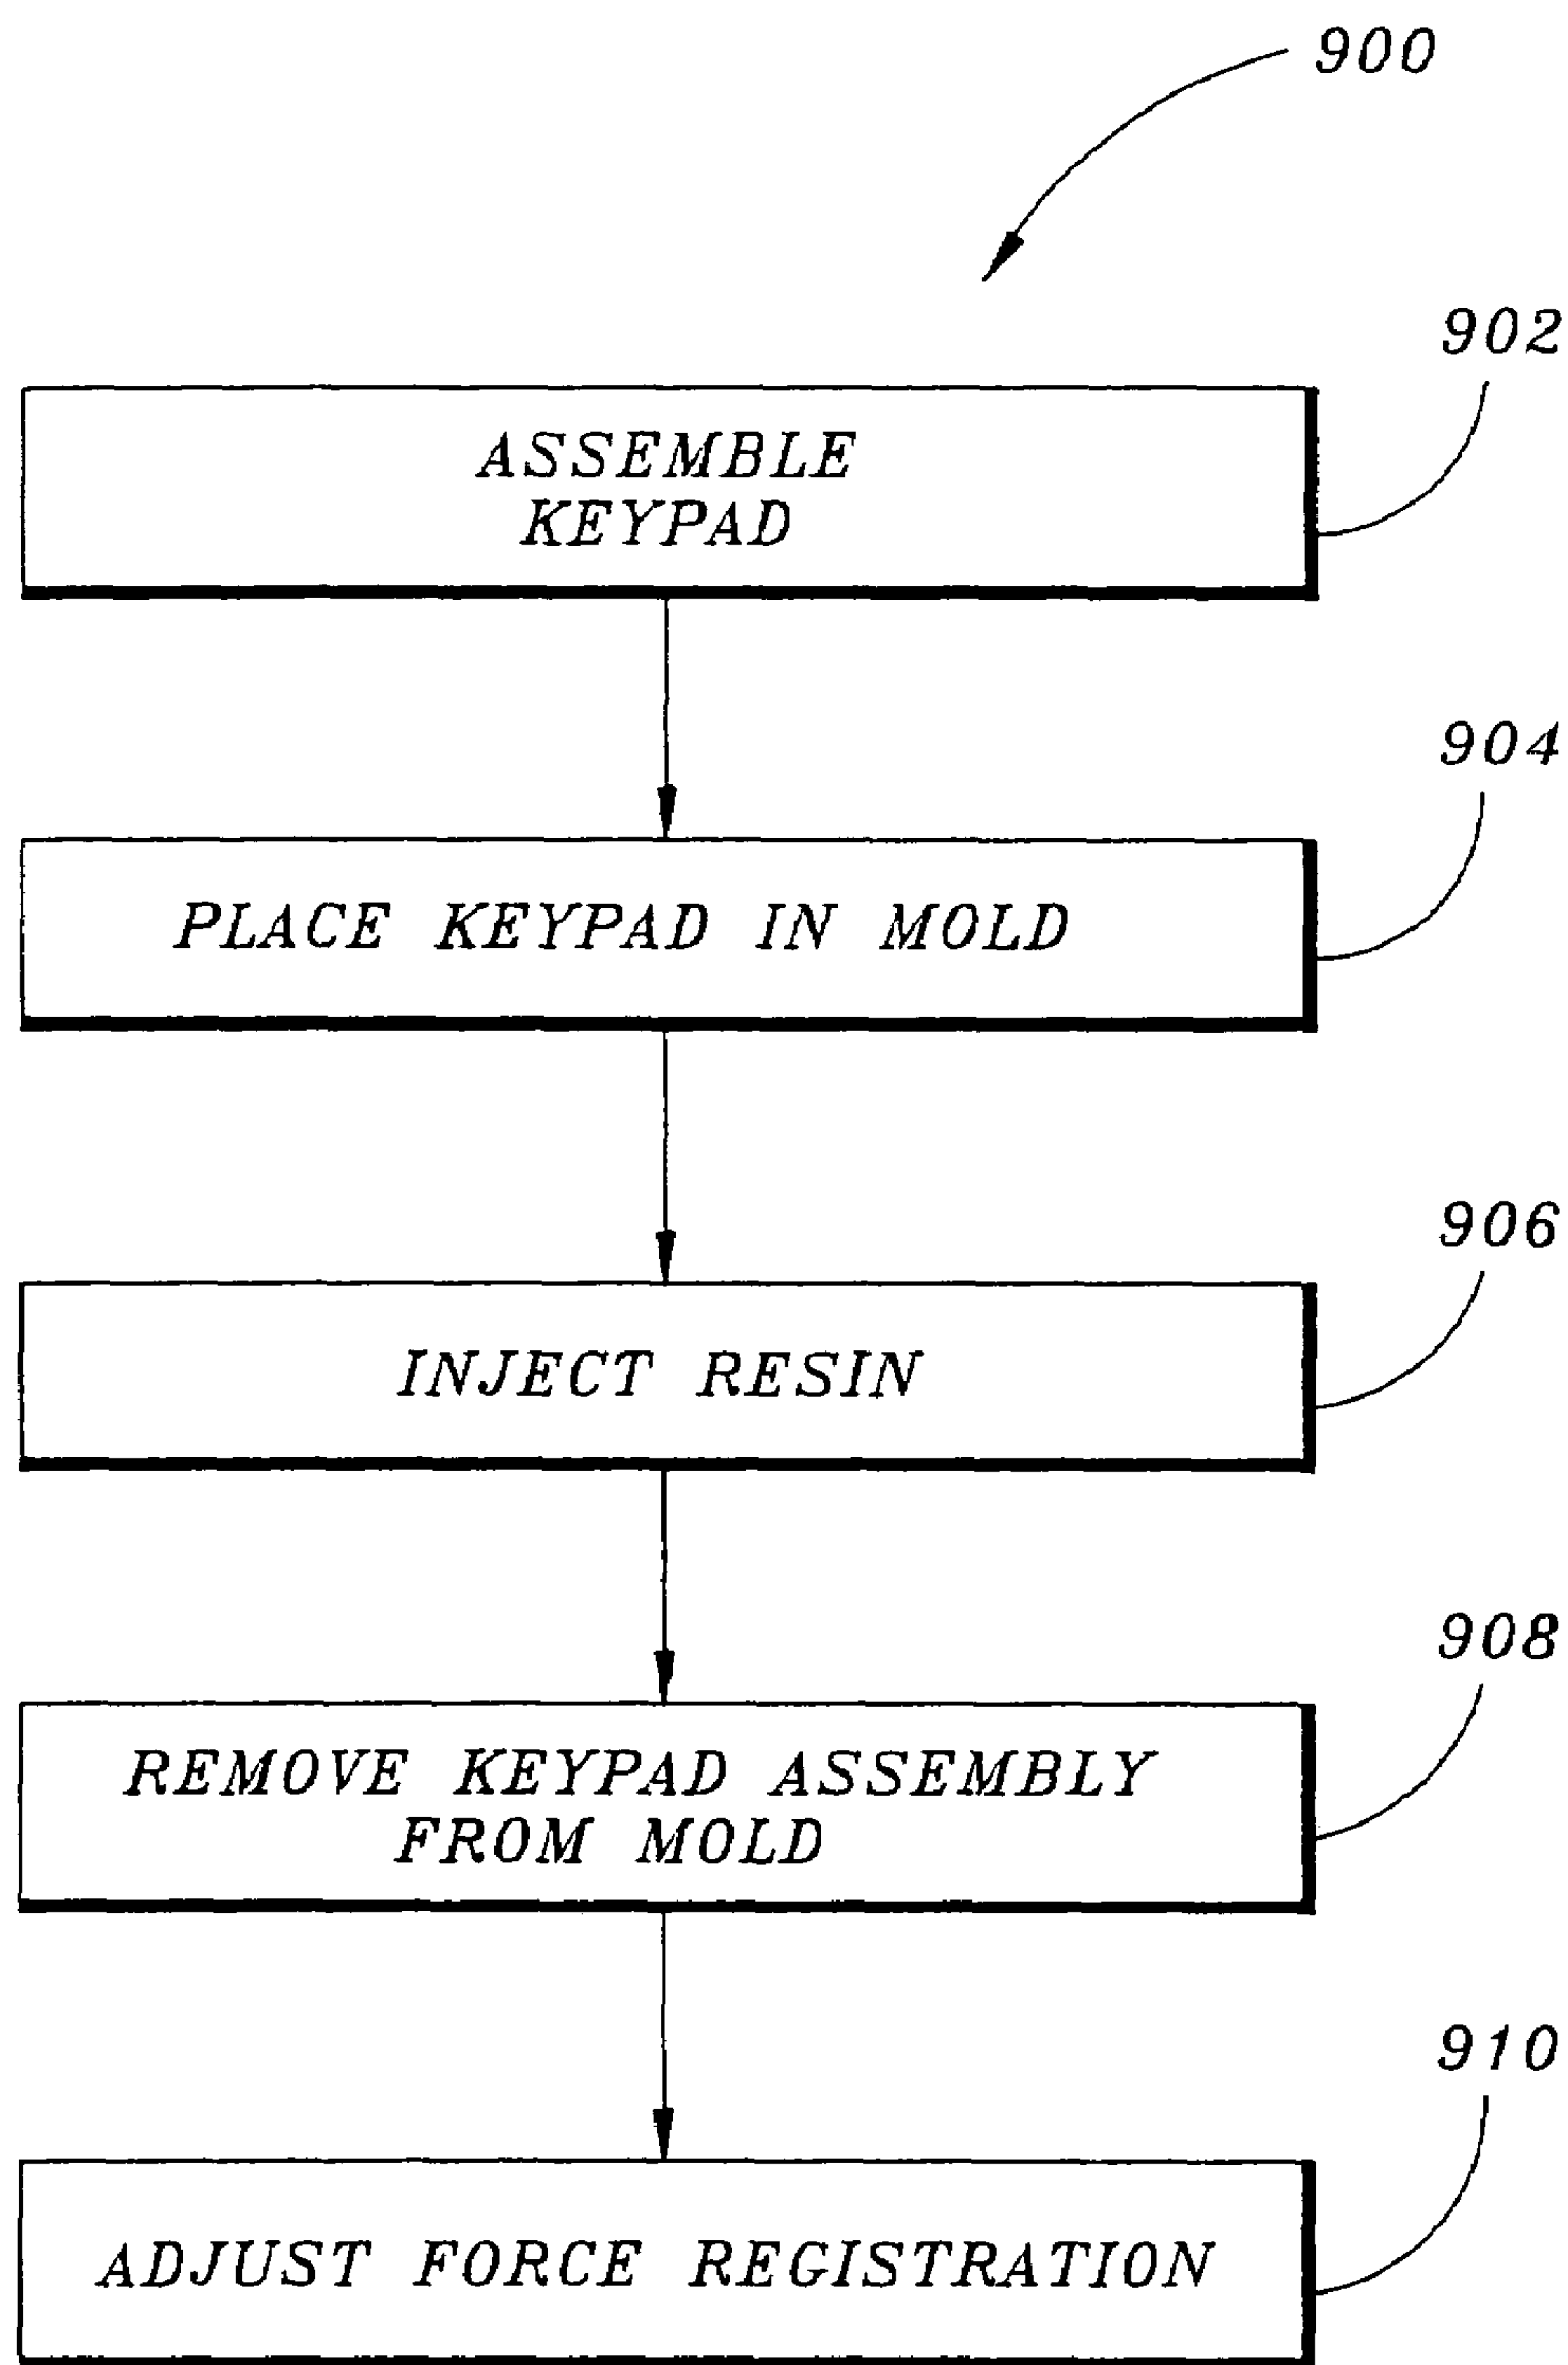 900
902
ASSEMBLE
KEYPAD
904
PLACE KEYPAD IN MOLD
906
INJECT RESIN
908
REMOVE KEYPAD ASSEMBLY
FROM MOLD
910
ADJUST FORCE REGISTRATION